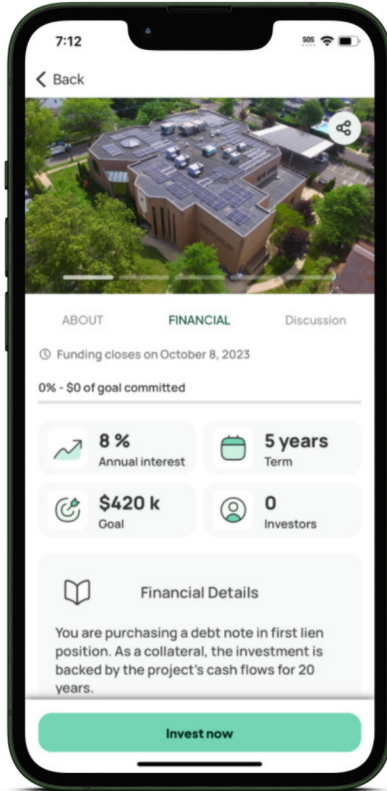 7:12
SOS
Back
ABOUT FINANCIAL Discussion
Funding closes on October 8, 2023
0% - $0 of goal committed
8 % 5 years
Annual interest Term
$420 k 0
Goal Investors
Financial Details
You are purchasing a debt note in first lien
position. As a collateral, the investment is
backed by the project's cash flows for 20
years.
Invest now